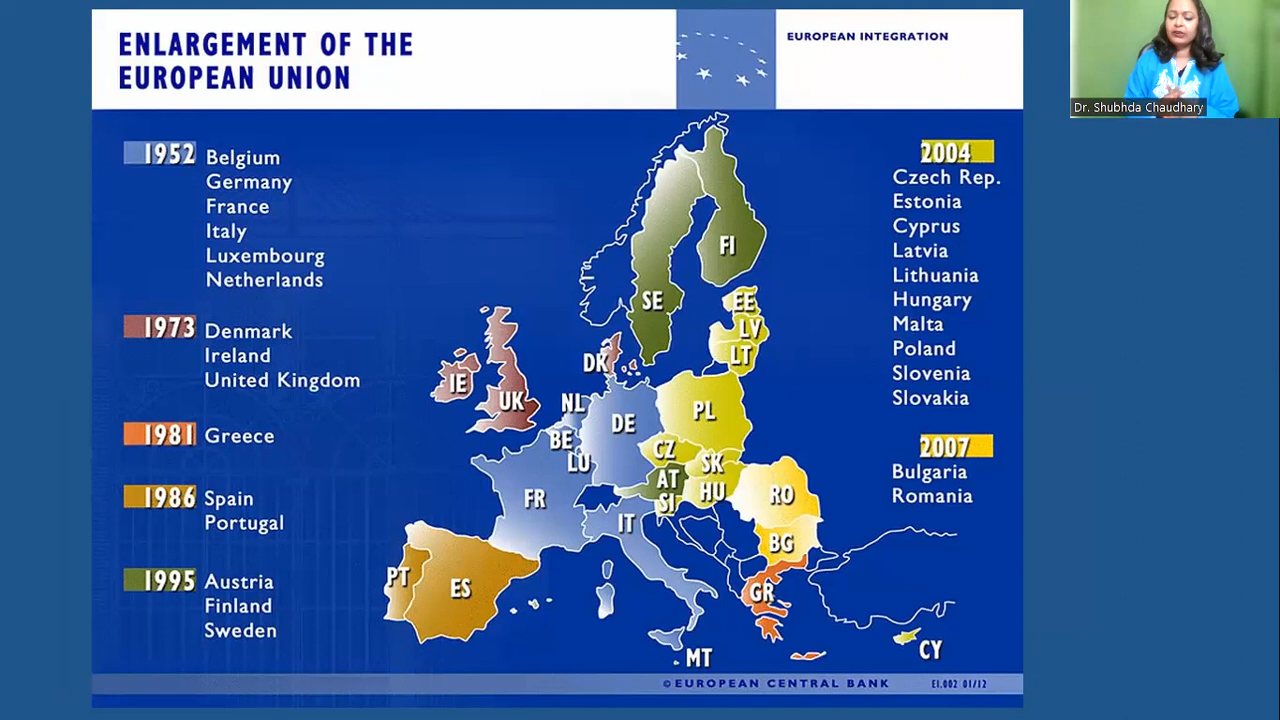 ENLARGEMENT OF THE
EUROPEAN UNION
EUROPEAN INTEGRATION
Dr. Shubhda Chaudhary
1952 Belgium
Germany
France
Italy
Luxembourg
Netherlands
1973 Denmark
Ireland
United Kingdom
1981 Greece
1986 Spain
Portugal
1995 Austria
Finland
Sweden
FI
SE
EE
LV
LT
DK
IE
UK
NL
DE
PL
BE
LU
CZ
SK
AT
HU
SI
FR
IT
RO
BG
PT
ES
GR
MT
CY
2004
Czech Rep.
Estonia
Cyprus
Latvia
Lithuania
Hungary
Malta
Poland
Slovenia
Slovakia
2007
Bulgaria
Romania
© EUROPEAN CENTRAL BANK
EI.002 01/12